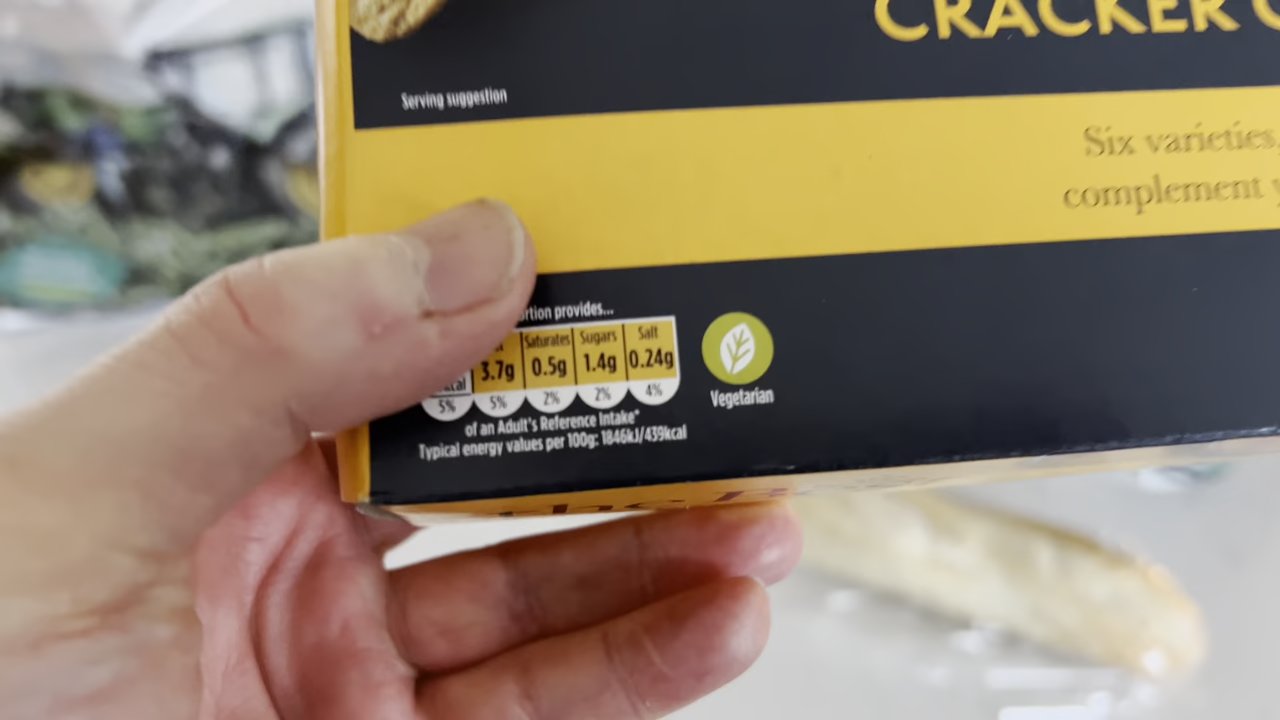 CRACKER
Serving suggestion
Six varieties,
complement
provides...
Saturates Sugars Salt
3.7g 0.5g 1.4g 0.24g
5% 5% 2% 2% 4%
of an Adult's Reference Intake*
Typical energy values per 100g: 1846kJ/439kcal
Vegetarian